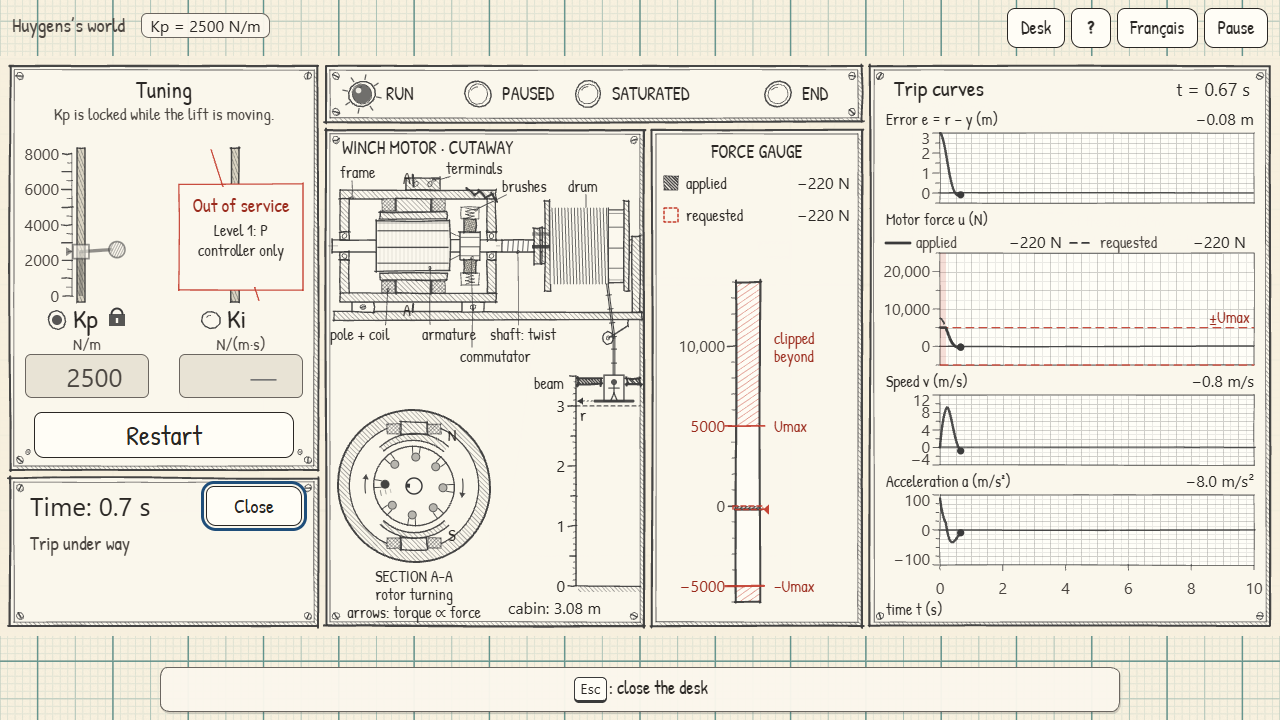 Huygens's world
Kp = 2500 N/m
Desk
?
Français
Pause
Tuning
Kp is locked while the lift is moving.
8000
6000
4000
2000
0
Out of service
Level 1: P
controller only
Kp
Ki
N/m
N/(m·s)
2500
—
Restart
Time: 0.7 s
Close
Trip under way
RUN
PAUSED
SATURATED
END
WINCH MOTOR · CUTAWAY
frame
A
terminals
brushes
drum
A
pole + coil
armature
shaft: twist
commutator
beam
3
r
2
1
0
N
S
SECTION A-A
rotor turning
arrows: torque ∝ force
cabin: 3.08 m
FORCE GAUGE
applied
−220 N
requested
−220 N
10,000
clipped
beyond
5000
Umax
0
−5000
−Umax
Trip curves
t = 0.67 s
Error e = r − y (m)
−0.08 m
3
2
1
0
Motor force u (N)
applied
−220 N
requested
−220 N
20,000
10,000
0
±Umax
Speed v (m/s)
−0.8 m/s
12
8
4
0
−4
Acceleration a (m/s²)
−8.0 m/s²
100
0
−100
0
2
4
6
8
10
time t (s)
Esc : close the desk